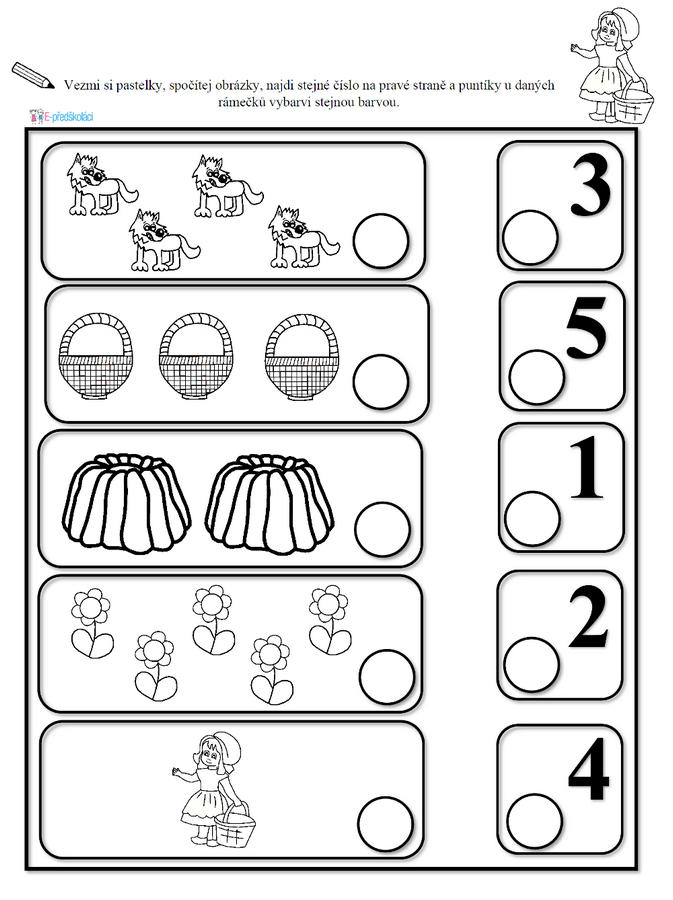 Vezmi si pastelky, spočítej obrázky, najdi stejné číslo na pravé straně a puntíky u daných
rámečků vybarvi stejnou barvou.
E-předškoláci
3
5
1
2
4